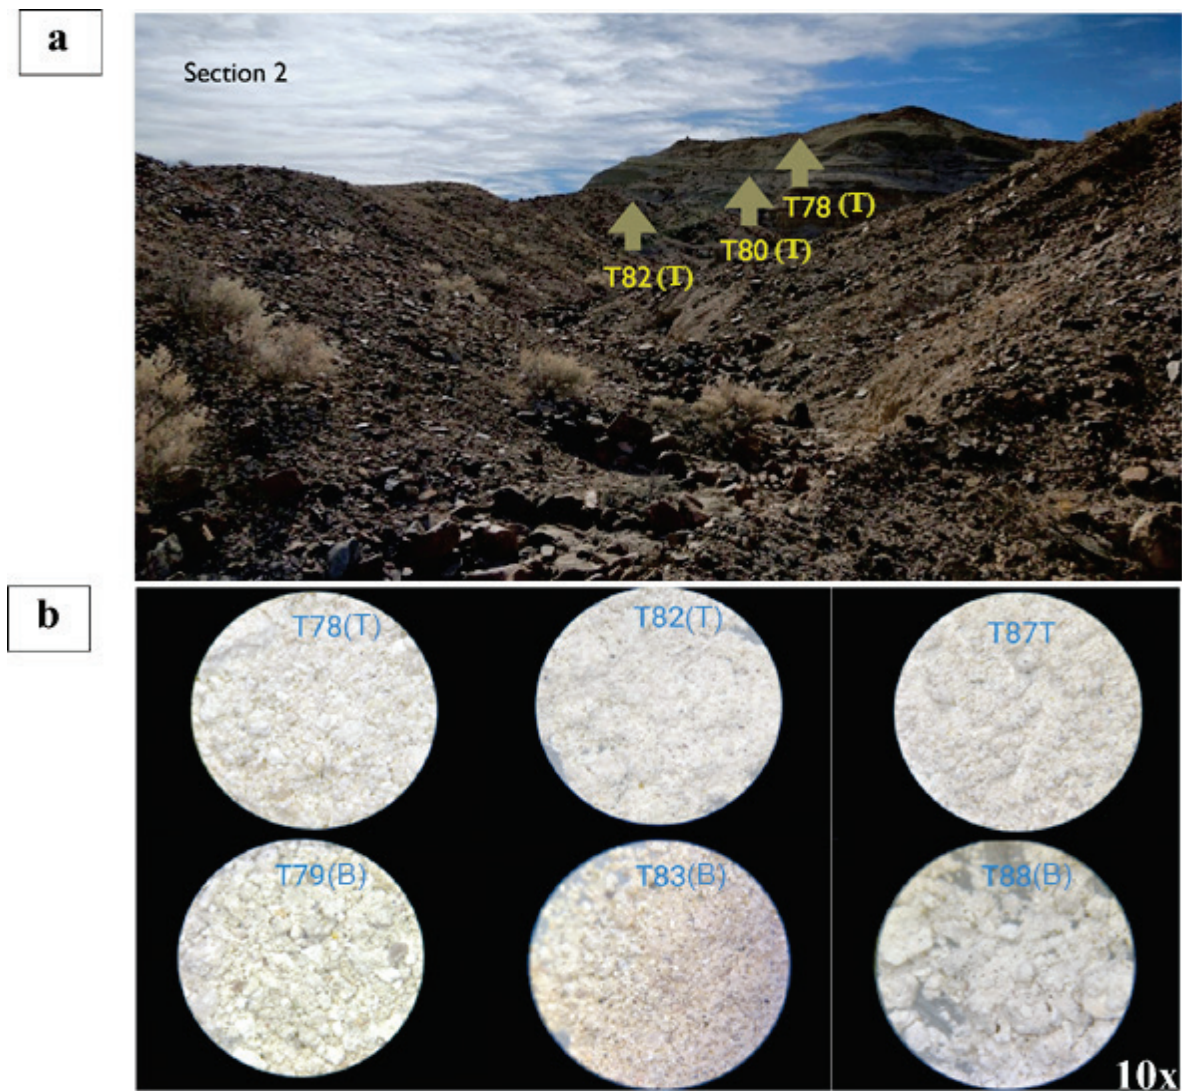 a
Section 2
T78 (T)
T80 (T)
T82 (T)
b
T78(T)
T82(T)
T87T
T79(B)
T83(B)
T88(B)
10x